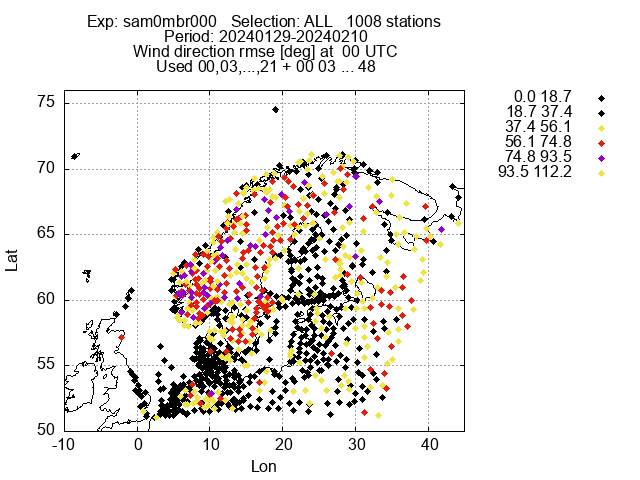 Exp: sam0mbr000 Selection: ALL 1008 stations
Period: 20240129-20240210
Wind direction rmse [deg] at 00 UTC
Used 00,03,...,21 + 00 03 ... 48
0.0 18.7
18.7 37.4
37.4 56.1
56.1 74.8
74.8 93.5
93.5 112.2
75
70
65
60
55
50
Lat
-10 0 10 20 30 40
Lon